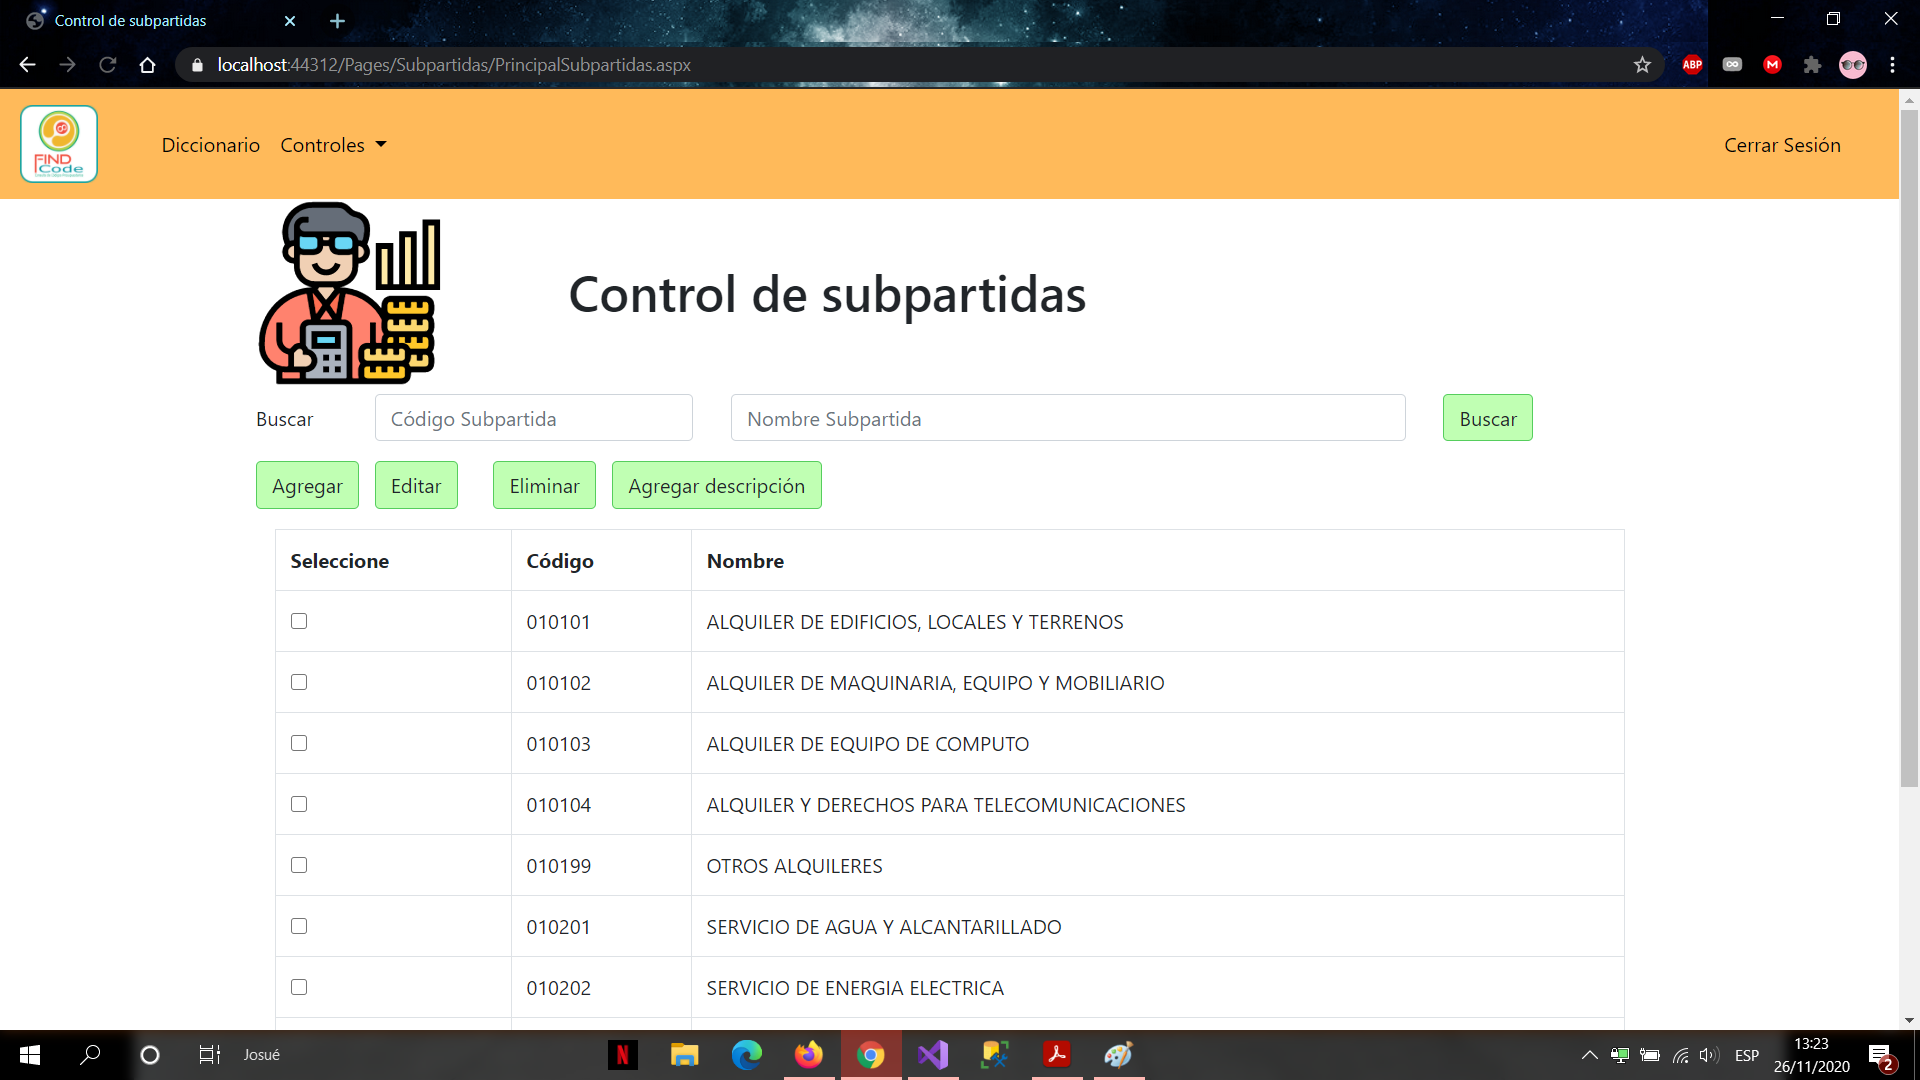 Control de subpartidas
localhost:44312/Pages/Subpartidas/PrincipalSubpartidas.aspx
ABP
FIND
Code
Diccionario Controles
Cerrar Sesión
Control de subpartidas
Buscar Código Subpartida Nombre Subpartida Buscar
Agregar Editar Eliminar Agregar descripción
Seleccione Código Nombre
010101 ALQUILER DE EDIFICIOS, LOCALES Y TERRENOS
010102 ALQUILER DE MAQUINARIA, EQUIPO Y MOBILIARIO
010103 ALQUILER DE EQUIPO DE COMPUTO
010104 ALQUILER Y DERECHOS PARA TELECOMUNICACIONES
010199 OTROS ALQUILERES
010201 SERVICIO DE AGUA Y ALCANTARILLADO
010202 SERVICIO DE ENERGIA ELECTRICA
Josué
ESP
13:23
26/11/2020
2